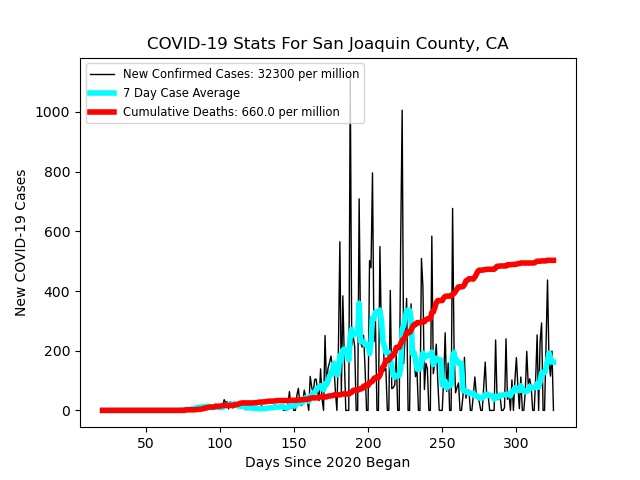 COVID-19 Stats For San Joaquin County, CA
New Confirmed Cases: 32300 per million
7 Day Case Average
Cumulative Deaths: 660.0 per million
New COVID-19 Cases
1000
800
600
400
200
0
50 100 150 200 250 300
Days Since 2020 Began